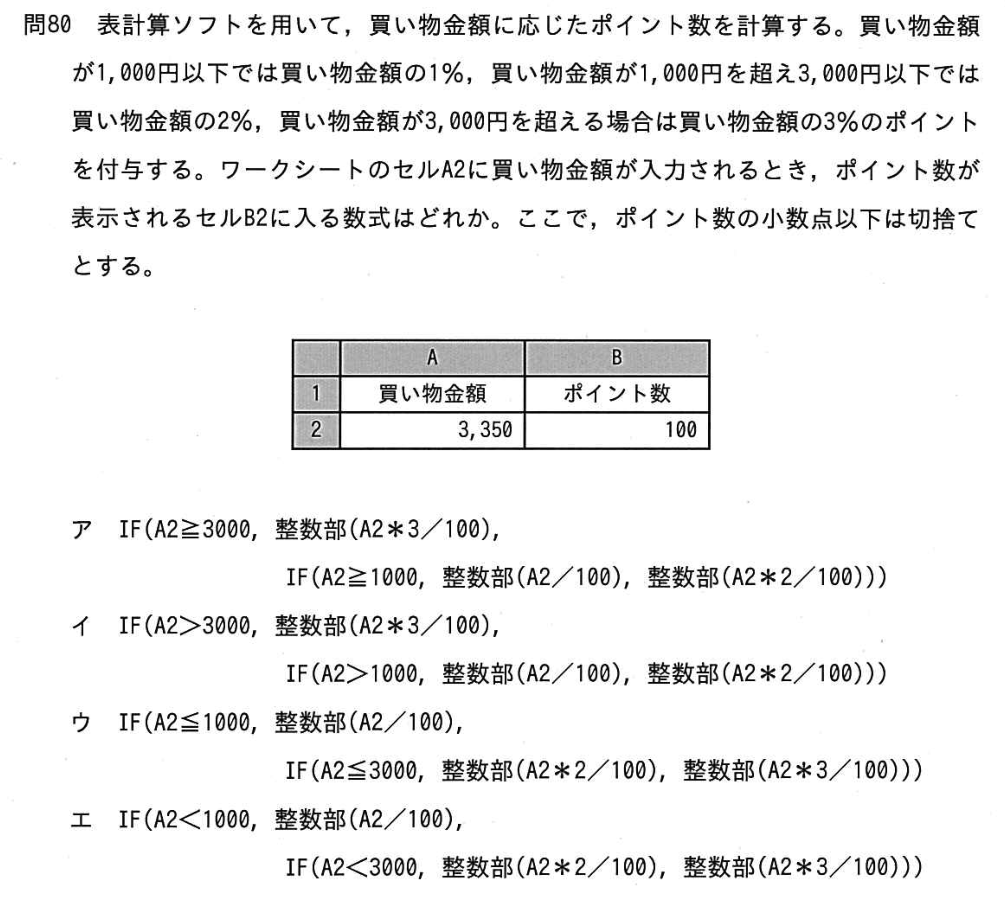 問80　表計算ソフトを用いて，買い物金額に応じたポイント数を計算する。買い物金額
が1,000円以下では買い物金額の1%，買い物金額が1,000円を超え3,000円以下では
買い物金額の2%，買い物金額が3,000円を超える場合は買い物金額の3%のポイント
を付与する。ワークシートのセルA2に買い物金額が入力されるとき，ポイント数が
表示されるセルB2に入る数式はどれか。ここで，ポイント数の小数点以下は切捨て
とする。
A B
1 買い物金額 ポイント数
2 3,350 100
ア　IF(A2≧3000, 整数部(A2＊3／100),
IF(A2≧1000, 整数部(A2／100), 整数部(A2＊2／100)))
イ　IF(A2＞3000, 整数部(A2＊3／100),
IF(A2＞1000, 整数部(A2／100), 整数部(A2＊2／100)))
ウ　IF(A2≦1000, 整数部(A2／100),
IF(A2≦3000, 整数部(A2＊2／100), 整数部(A2＊3／100)))
エ　IF(A2＜1000, 整数部(A2／100),
IF(A2＜3000, 整数部(A2＊2／100), 整数部(A2＊3／100)))